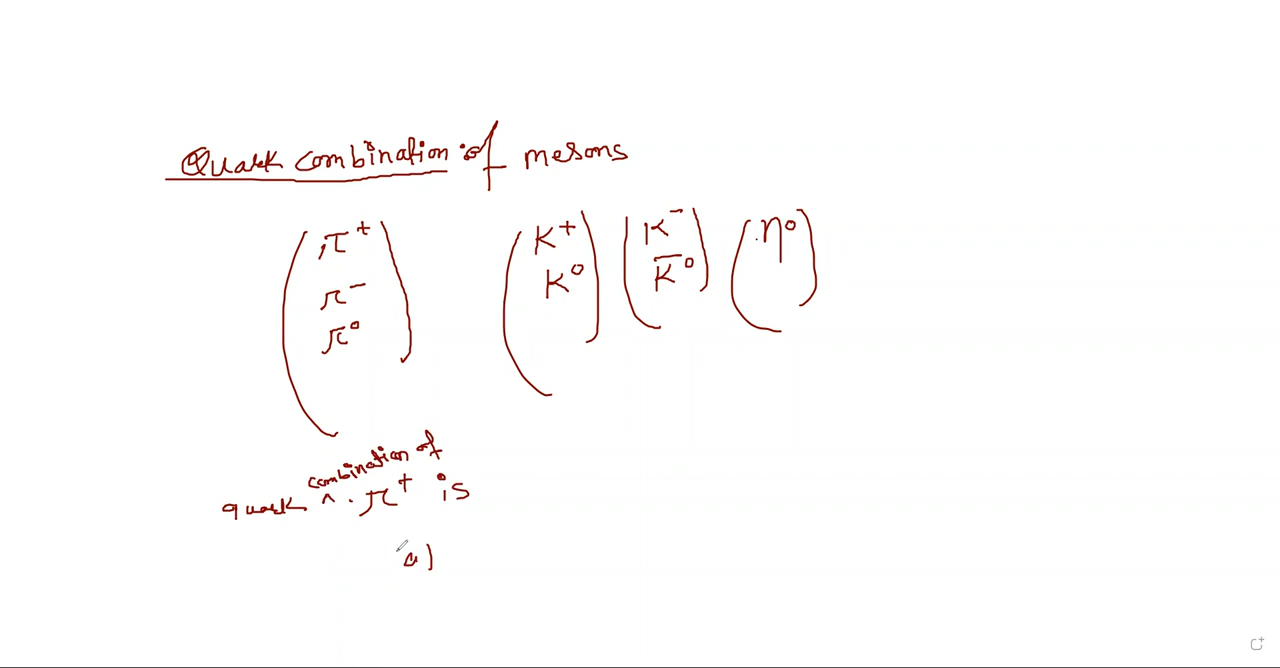 Quark combination of mesons
π⁺ K⁺ K⁻ η⁰
π⁻ K⁰ K̅⁰
π⁰
combination of
quark ^ π⁺ is
a)